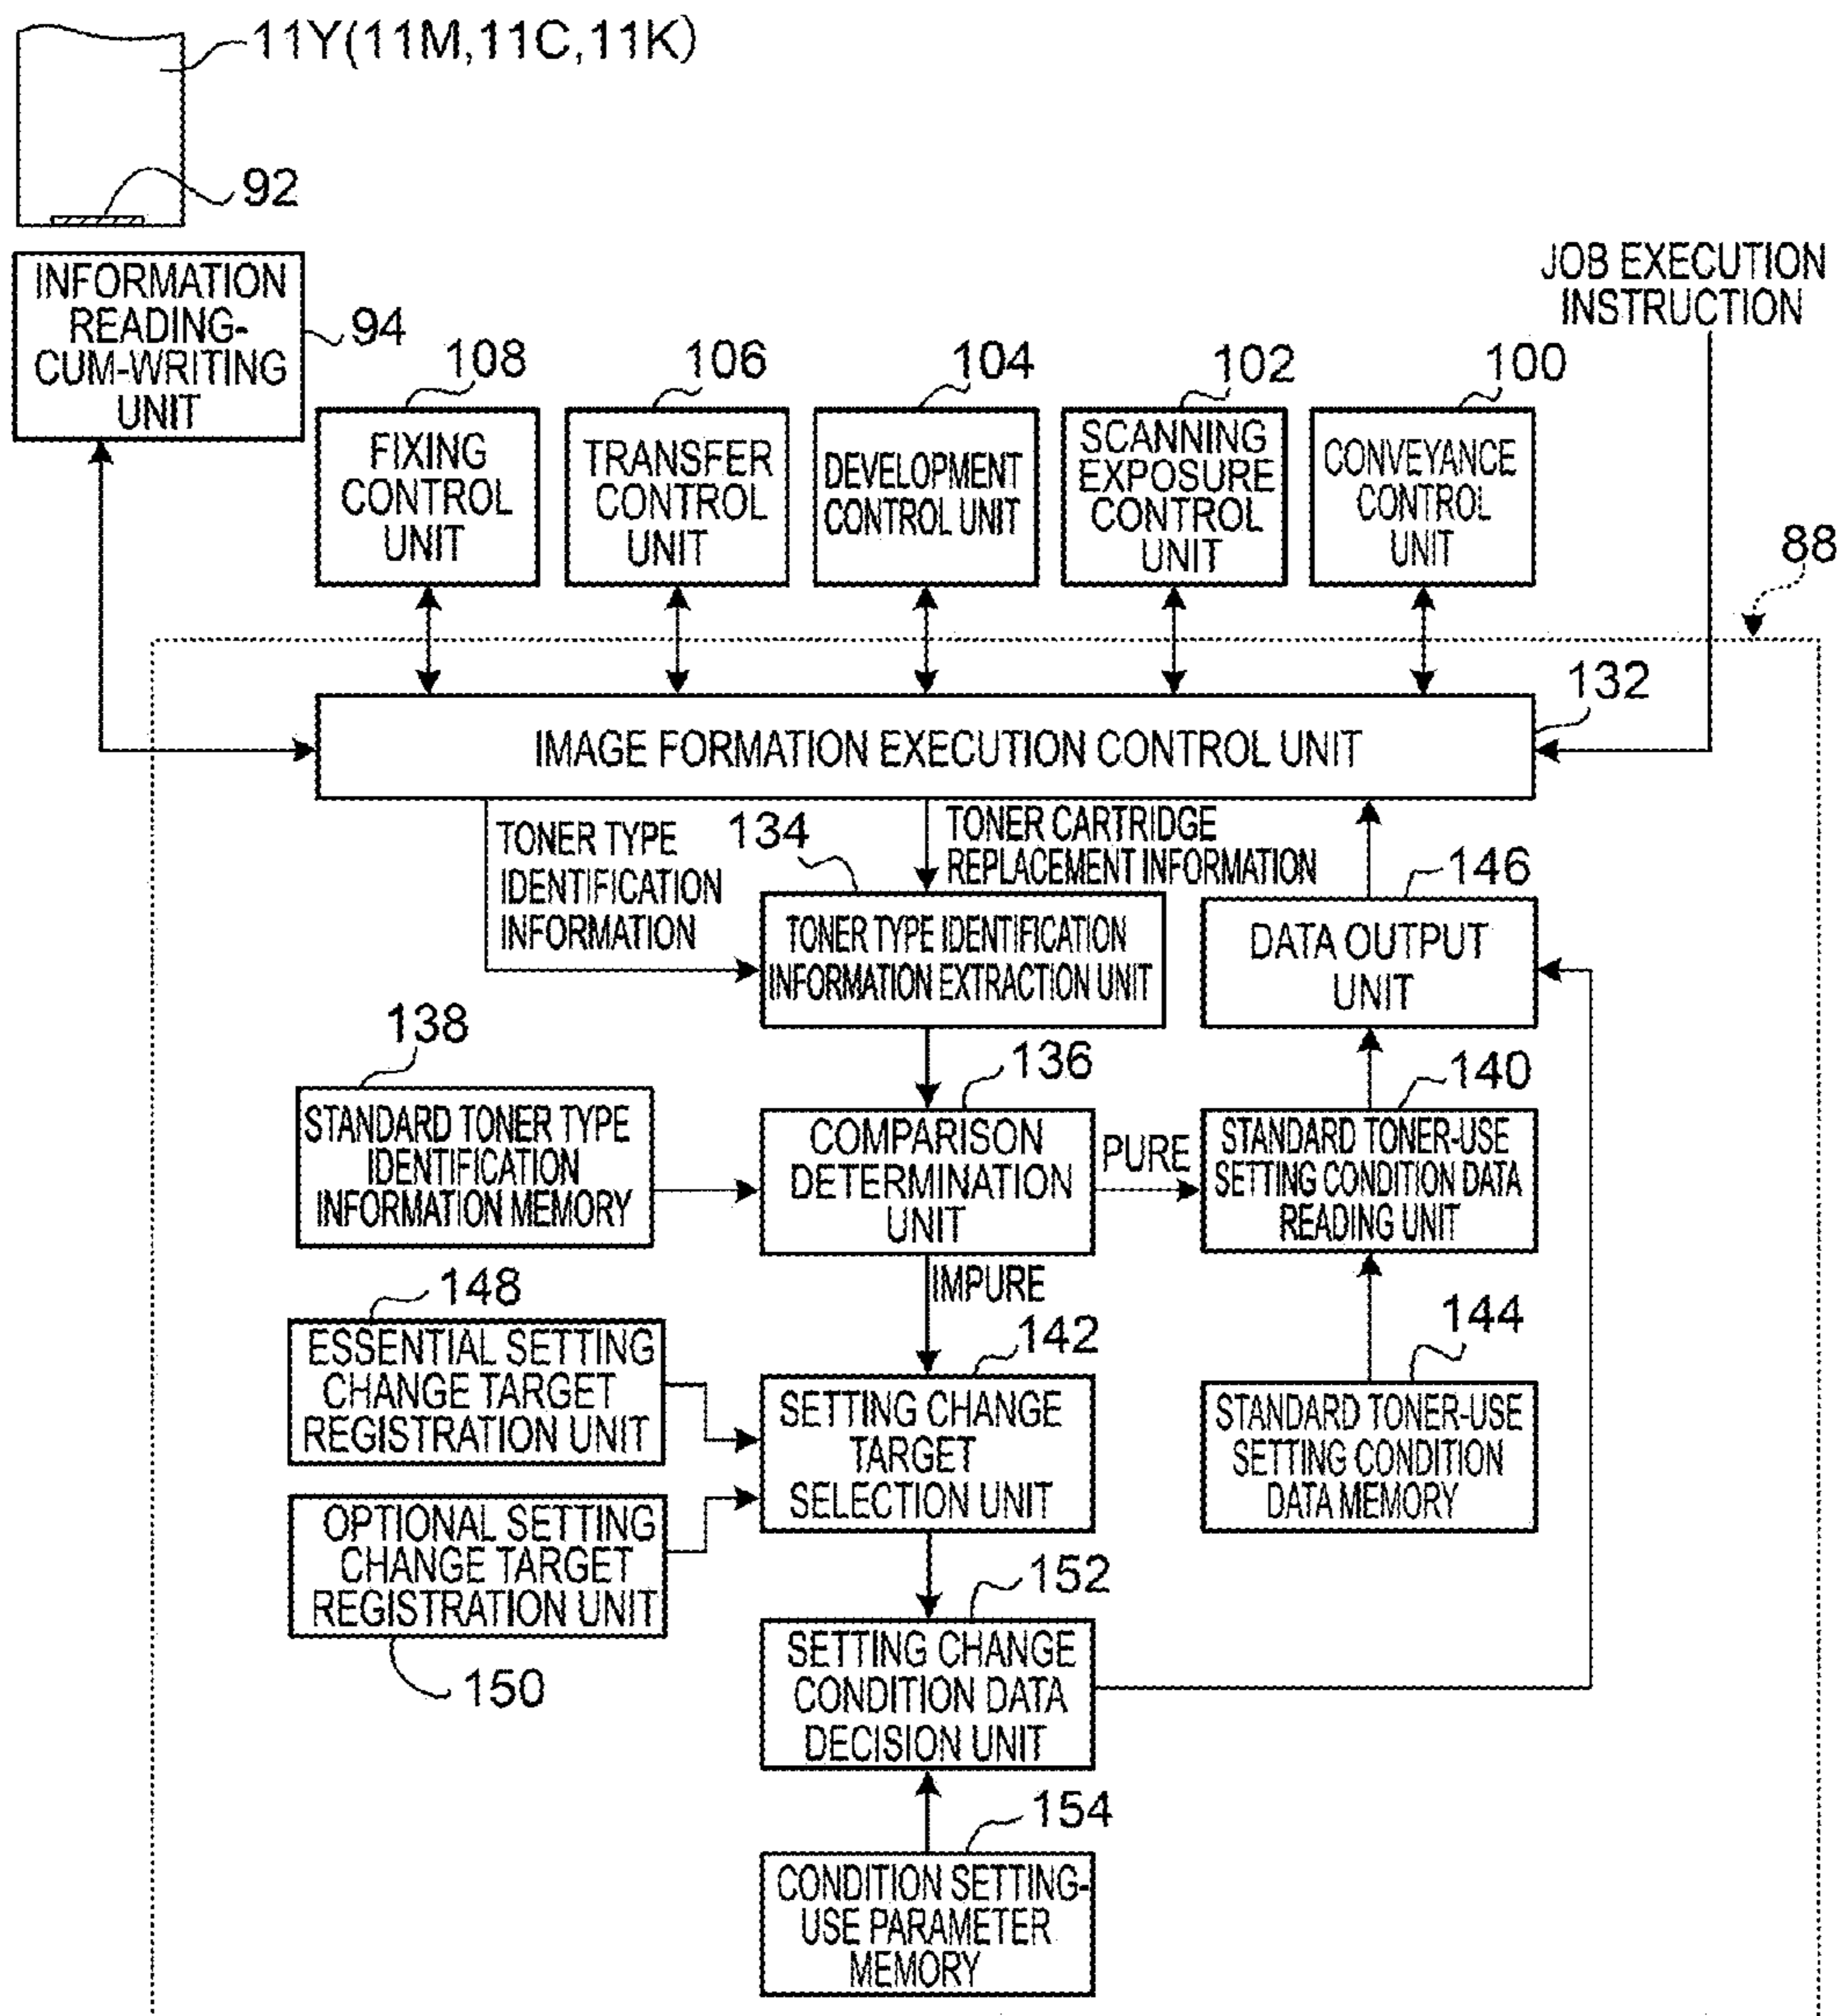 11Y(11M,11C,11K)
92
INFORMATION
READING-
CUM-WRITING
UNIT
94
JOB EXECUTION
INSTRUCTION
108
106
104
102
100
FIXING
CONTROL
UNIT
TRANSFER
CONTROL
UNIT
DEVELOPMENT
CONTROL UNIT
SCANNING
EXPOSURE
CONTROL
UNIT
CONVEYANCE
CONTROL
UNIT
88
132
IMAGE FORMATION EXECUTION CONTROL UNIT
TONER TYPE
IDENTIFICATION
INFORMATION
134
TONER CARTRIDGE
REPLACEMENT INFORMATION
146
TONER TYPE IDENTIFICATION
INFORMATION EXTRACTION UNIT
DATA OUTPUT
UNIT
138
136
140
STANDARD TONER TYPE
IDENTIFICATION
INFORMATION MEMORY
COMPARISON
DETERMINATION
UNIT
PURE
STANDARD TONER-USE
SETTING CONDITION DATA
READING UNIT
IMPURE
148
142
144
ESSENTIAL SETTING
CHANGE TARGET
REGISTRATION UNIT
SETTING CHANGE
TARGET
SELECTION UNIT
STANDARD TONER-USE
SETTING CONDITION
DATA MEMORY
OPTIONAL SETTING
CHANGE TARGET
REGISTRATION UNIT
150
152
SETTING CHANGE
CONDITION DATA
DECISION UNIT
154
CONDITION SETTING-
USE PARAMETER
MEMORY